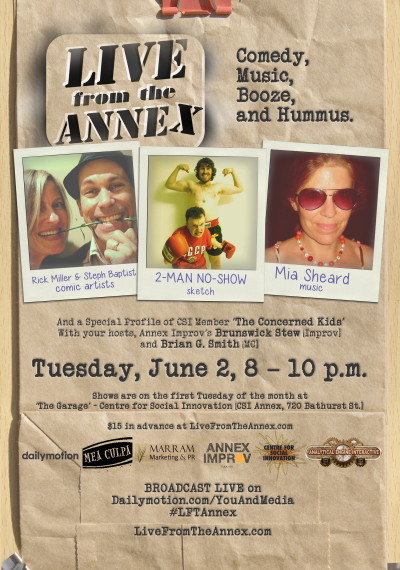 LIVE
from the
ANNEX
Comedy,
Music,
Booze,
and Hummus.
Rick Miller & Steph Baptist
comic artists
2-MAN NO-SHOW
sketch
Mia Sheard
music
CCCP
And a Special Profile of CSI Member 'The Concerned Kids'
With your hosts, Annex Improv's Brunswick Stew [Improv]
and Brian G. Smith [MC]
Tuesday, June 2, 8 – 10 p.m.
Shows are on the first Tuesday of the month at
'The Garage' - Centre for Social Innovation [CSI Annex, 720 Bathurst St.]
$15 in advance at LiveFromTheAnnex.com
dailymotion
MEA CULPA
MARRAM
Marketing & PR
ANNEX
IMPROV
CENTRE FOR
SOCIAL
INNOVATION
ANALYTICAL ENGINE INTERACTIVE
BROADCAST LIVE on
Dailymotion.com/YouAndMedia
#LFTAnnex
LiveFromTheAnnex.com